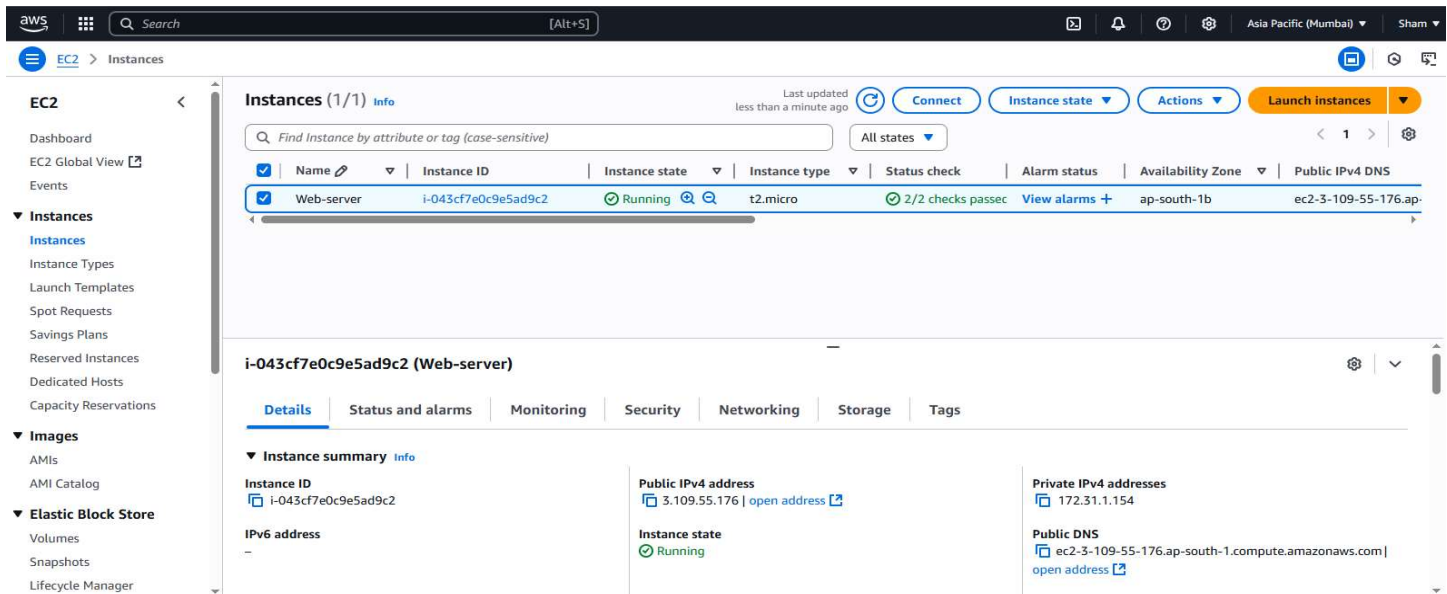 aws Search [Alt+S] Asia Pacific (Mumbai) Sham
EC2 > Instances
EC2
Dashboard
EC2 Global View
Events
Instances
Instances
Instance Types
Launch Templates
Spot Requests
Savings Plans
Reserved Instances
Dedicated Hosts
Capacity Reservations
Images
AMIs
AMI Catalog
Elastic Block Store
Volumes
Snapshots
Lifecycle Manager
Instances (1/1) Info
Last updated
less than a minute ago
Connect Instance state Actions Launch instances
Find Instance by attribute or tag (case-sensitive) All states 1
Name Instance ID Instance state Instance type Status check Alarm status Availability Zone Public IPv4 DNS
Web-server i-043cf7e0c9e5ad9c2 Running t2.micro 2/2 checks passec View alarms + ap-south-1b ec2-3-109-55-176.ap-
i-043cf7e0c9e5ad9c2 (Web-server)
Details Status and alarms Monitoring Security Networking Storage Tags
Instance summary Info
Instance ID
i-043cf7e0c9e5ad9c2
IPv6 address
–
Public IPv4 address
3.109.55.176 | open address
Instance state
Running
Private IPv4 addresses
172.31.1.154
Public DNS
ec2-3-109-55-176.ap-south-1.compute.amazonaws.com |
open address